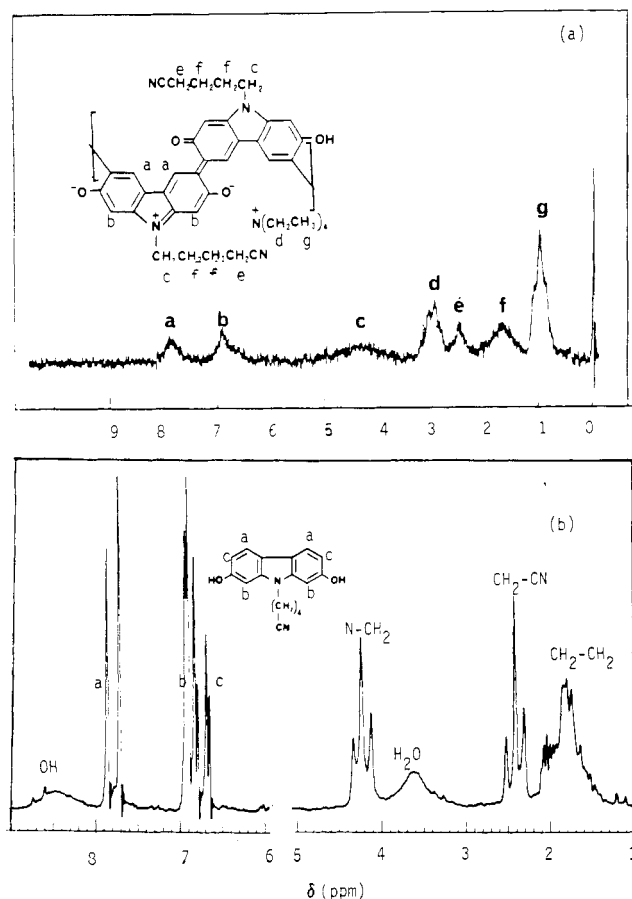 (a)
e f f c
NCCH₂CH₂CH₂CH₂
N
O=
OH
a a
⁻O
O⁻
b b
N⁺
N⁺(CH₂CH₃)₄
d g
CH₂CH₂CH₂CH₂CN
c f f e
a b c d e f g
9 8 7 6 5 4 3 2 1 0
(b)
a a
c c
HO OH
b N b
(CH₂)₄
CN
CH₂-CN
N-CH₂
CH₂-CH₂
a b c
H₂O
OH
8 7 6 5 4 3 2 1
δ (ppm)